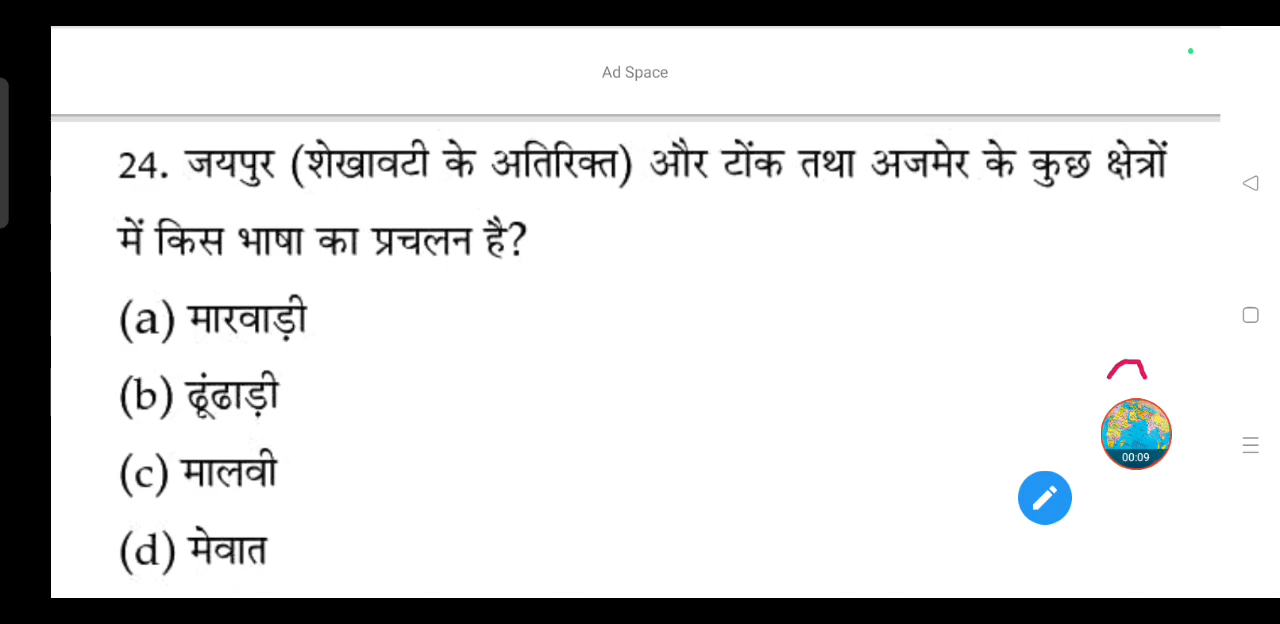 Ad Space
24. जयपुर (शेखावटी के अतिरिक्त) और टोंक तथा अजमेर के कुछ क्षेत्रों
में किस भाषा का प्रचलन है?
(a) मारवाड़ी
(b) ढूंढाड़ी
(c) मालवी
(d) मेवात
00:09